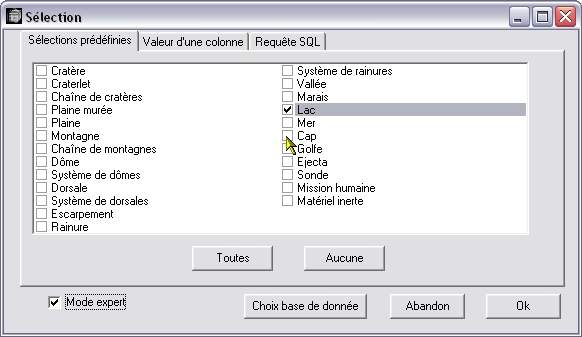 Sélection
Sélections prédéfinies
Valeur d'une colonne
Requête SQL
Cratère
Craterlet
Chaîne de cratères
Plaine murée
Plaine
Montagne
Chaîne de montagnes
Dôme
Système de dômes
Dorsale
Système de dorsales
Escarpement
Rainure
Système de rainures
Vallée
Marais
Lac
Mer
Cap
Golfe
Ejecta
Sonde
Mission humaine
Matériel inerte
Toutes
Aucune
Mode expert
Choix base de donnée
Abandon
Ok